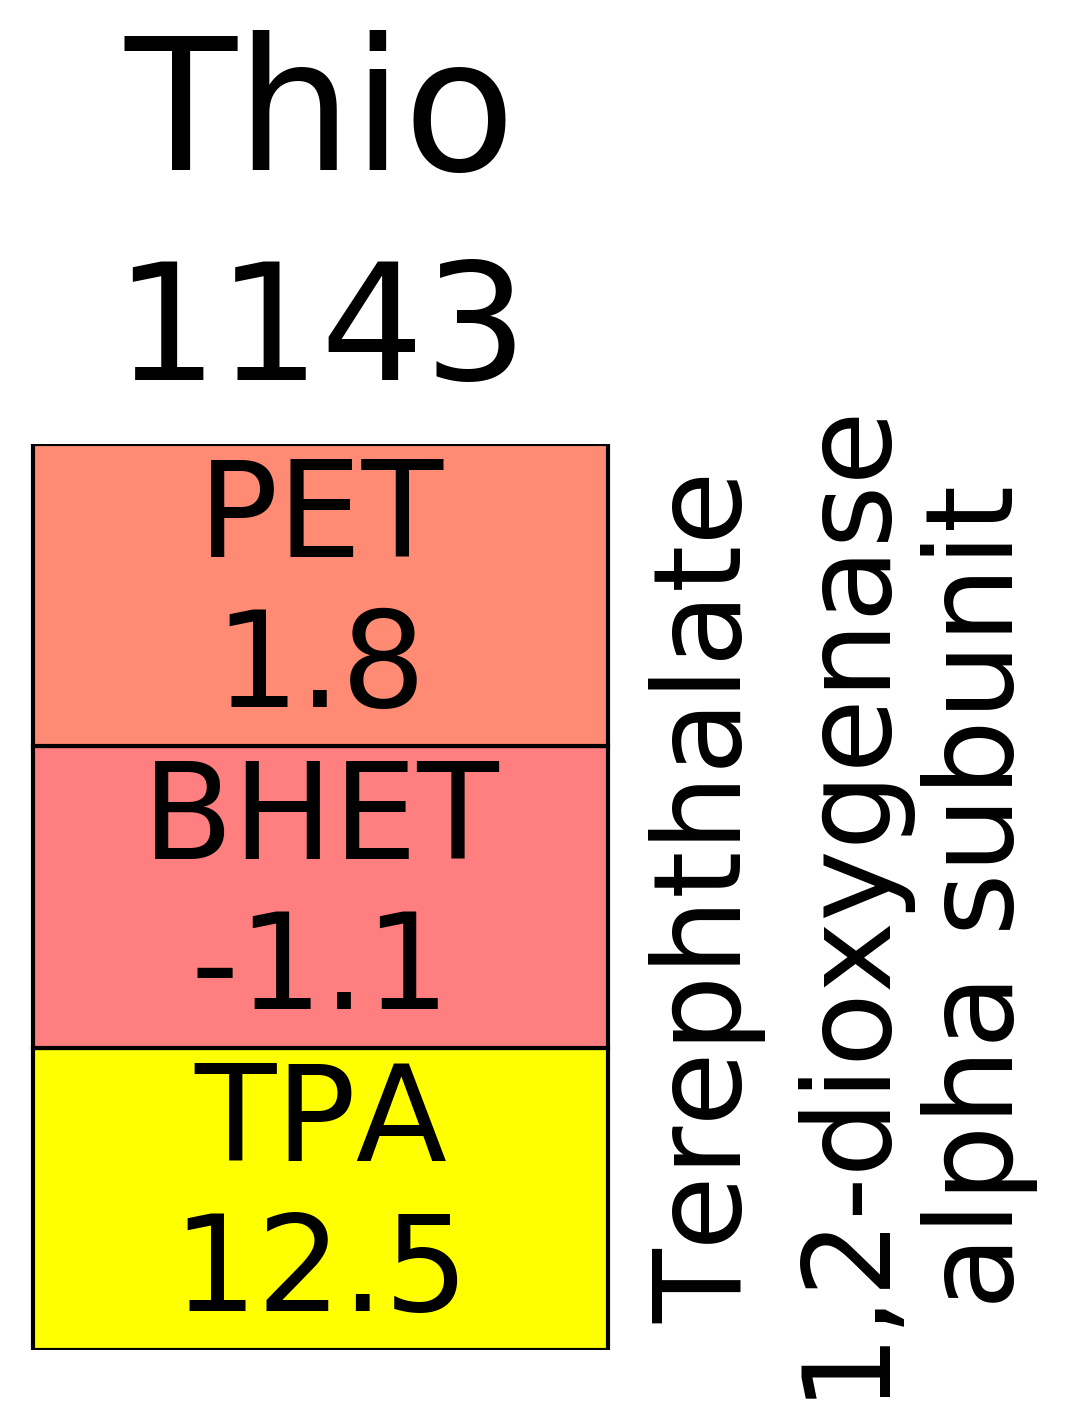 Thio
1143
PET
1.8
BHET
-1.1
TPA
12.5
Terephthalate
1,2-dioxygenase
alpha subunit